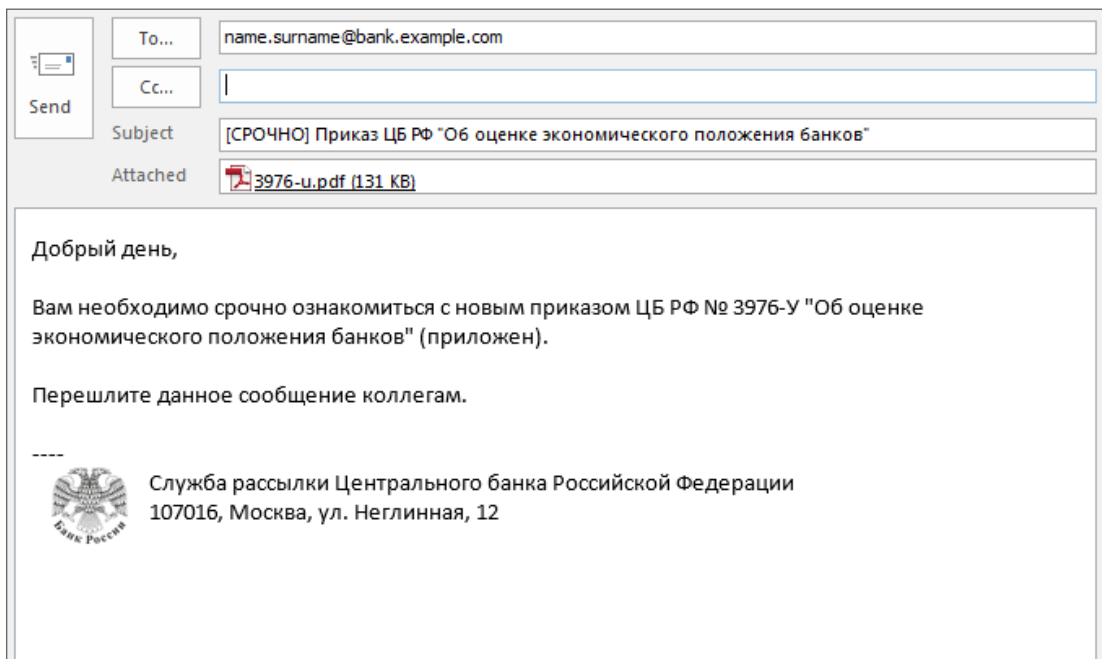 To...
name.surname@bank.example.com
Cc...
Send
Subject
[СРОЧНО] Приказ ЦБ РФ "Об оценке экономического положения банков"
Attached
3976-u.pdf (131 KB)
Добрый день,
Вам необходимо срочно ознакомиться с новым приказом ЦБ РФ № 3976-У "Об оценке
экономического положения банков" (приложен).
Перешлите данное сообщение коллегам.
----
Служба рассылки Центрального банка Российской Федерации
107016, Москва, ул. Неглинная, 12
Банк России